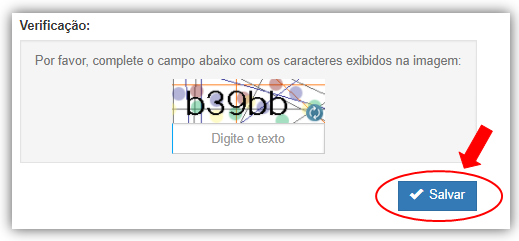 Verificação:
Por favor, complete o campo abaixo com os caracteres exibidos na imagem:
b39bb
Digite o texto
Salvar